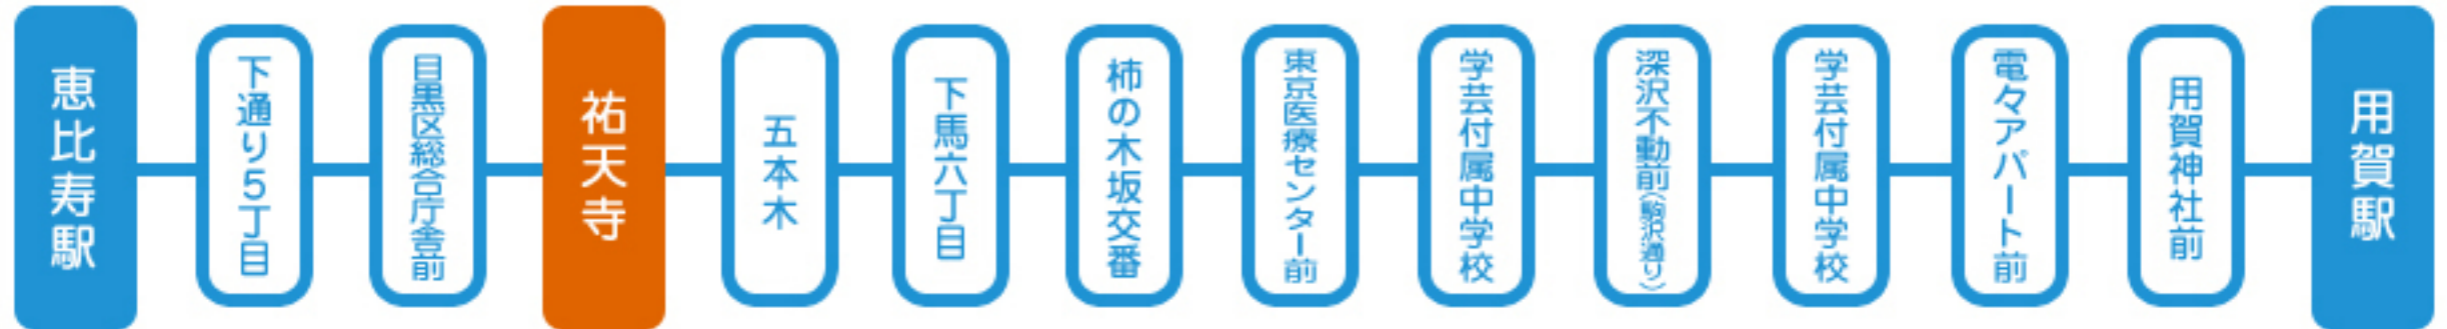 恵比寿駅
下通り5丁目
目黒区総合庁舎前
祐天寺
五本木
下馬六丁目
柿の木坂交番
東京医療センター前
学芸付属中学校
深沢不動前(駒沢通り)
学芸付属中学校
電々アパート前
用賀神社前
用賀駅